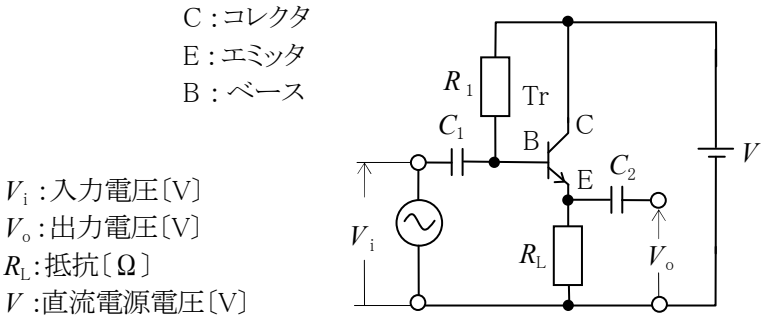 C：コレクタ
E：エミッタ
B：ベース
R1
Tr
C1
B
C
E
C2
V
Vi
RL
Vo
Vi：入力電圧〔V〕
Vo：出力電圧〔V〕
RL：抵抗〔Ω〕
V：直流電源電圧〔V〕